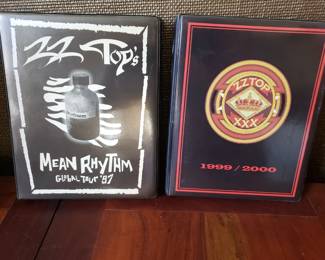 ZZ Top's
MEAN RHYTHM
GLOBAL TOUR '97
ZZ TOP
XXX
1999/2000